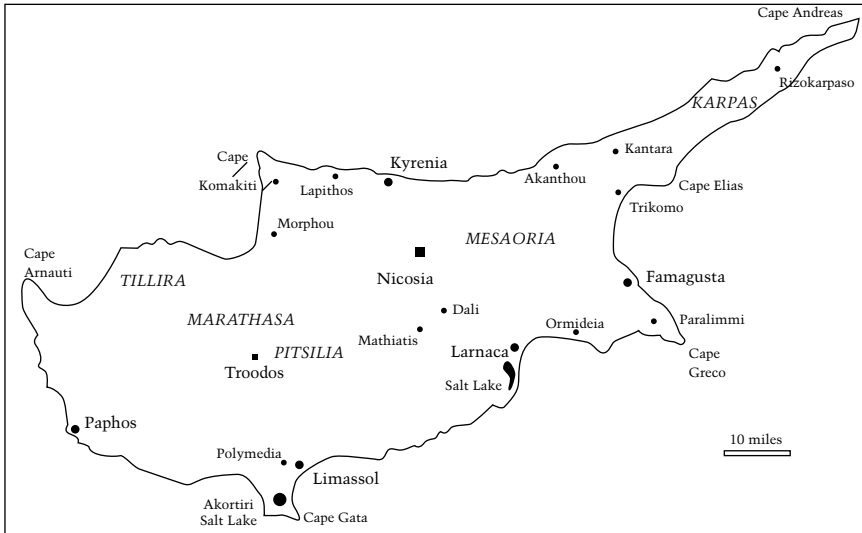 Cape Andreas
Rizokarpaso
KARPAS
Kantara
Cape
Komakiti
Kyrenia
Lapithos
Akanthou
Cape Elias
Trikomo
Morphou
MESAORIA
Cape
Arnauti
TILLIRA
Nicosia
Famagusta
MARATHASA
Dali
Ormideia
Paralimmi
Mathiatis
PITSILIA
Larnaca
Troodos
Cape
Greco
Salt Lake
Paphos
10 miles
Polymedia
Limassol
Akortiri
Salt Lake
Cape Gata